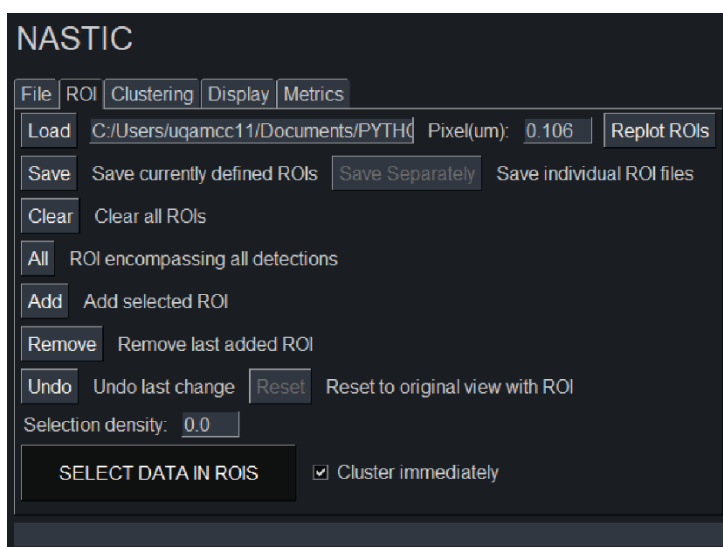 NASTIC
File ROI Clustering Display Metrics
Load C:/Users/uqamcc11/Documents/PYTH Pixel(um): 0.106 Replot ROIs
Save Save currently defined ROIs Save Separately Save individual ROI files
Clear Clear all ROIs
All ROI encompassing all detections
Add Add selected ROI
Remove Remove last added ROI
Undo Undo last change Reset Reset to original view with ROI
Selection density: 0.0
SELECT DATA IN ROIS Cluster immediately